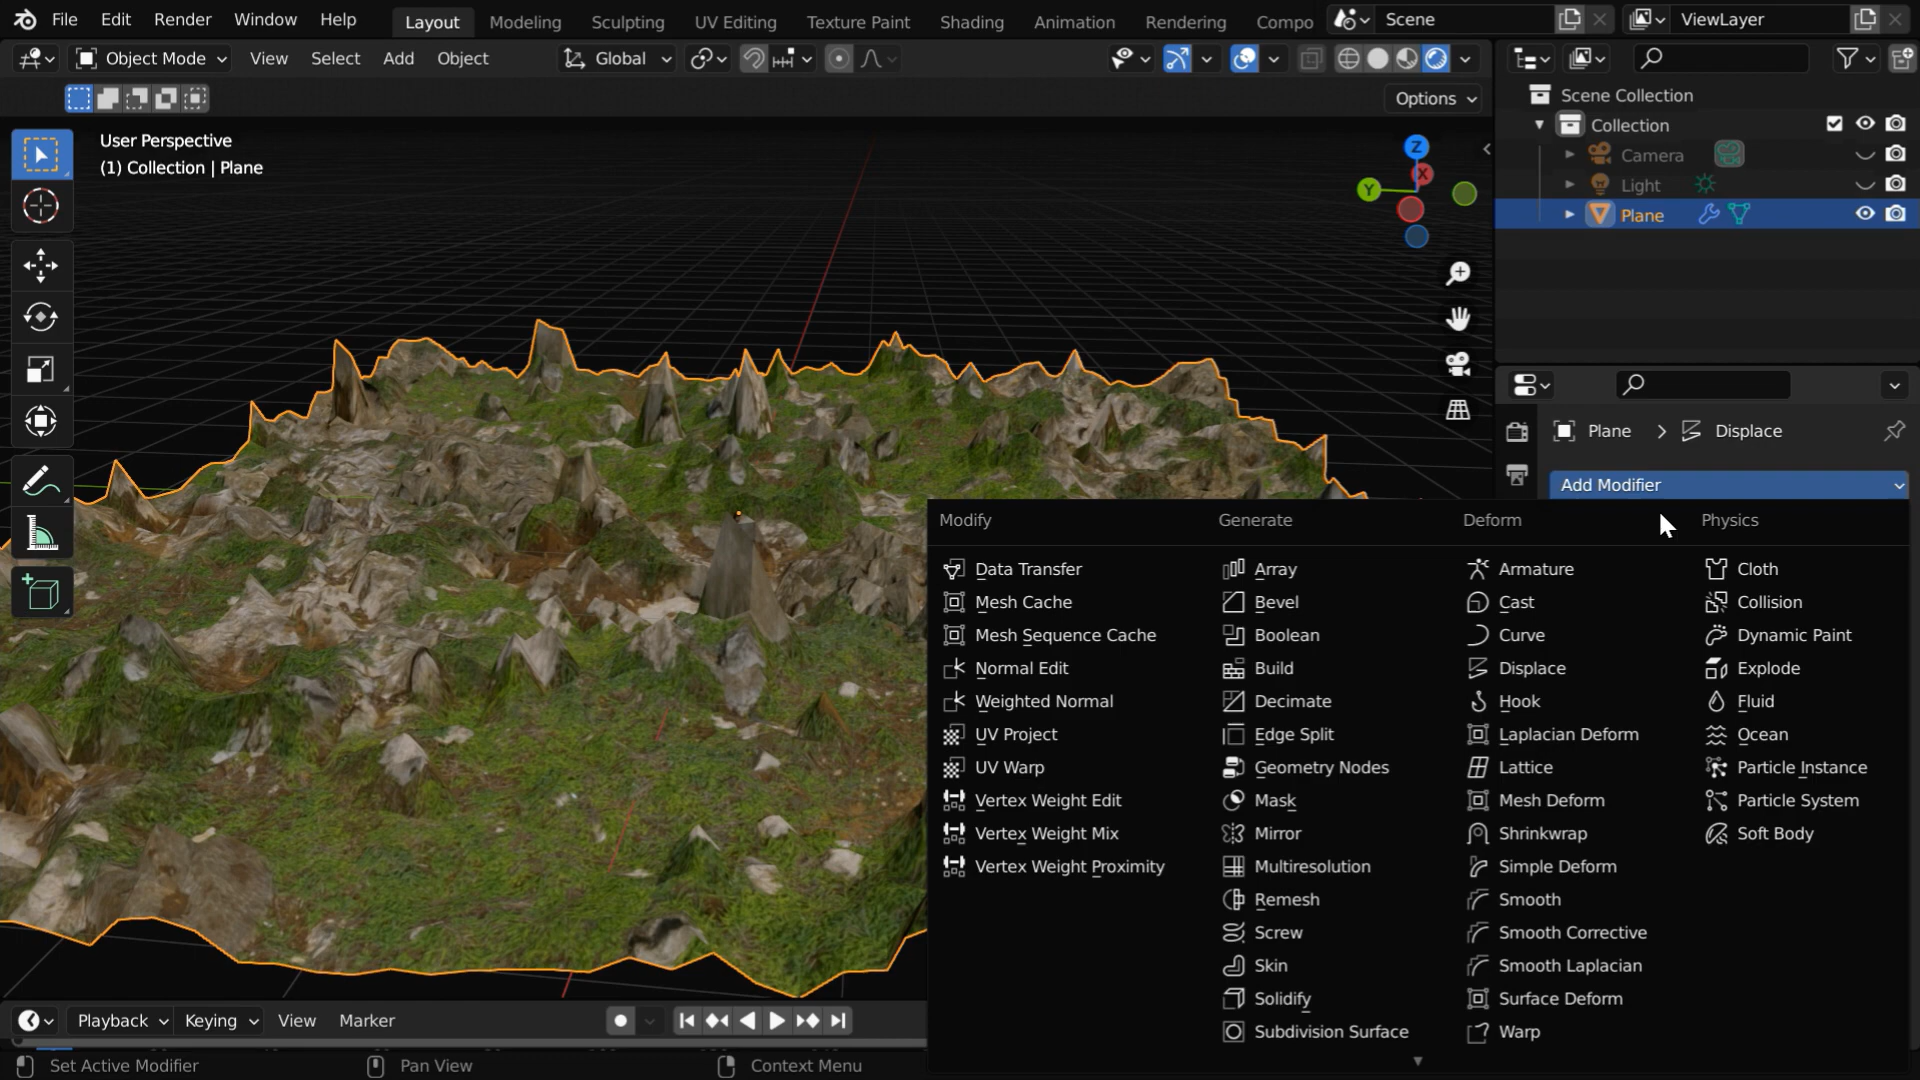 File Edit Render Window Help Layout Modeling Sculpting UV Editing Texture Paint Shading Animation Rendering Compo Scene ViewLayer
Object Mode View Select Add Object Global
Options
User Perspective
(1) Collection | Plane
Z
X
Y
Scene Collection
Collection
Camera
Light
Plane
Plane > Displace
Add Modifier
Modify
Data Transfer
Mesh Cache
Mesh Sequence Cache
Normal Edit
Weighted Normal
UV Project
UV Warp
Vertex Weight Edit
Vertex Weight Mix
Vertex Weight Proximity
Generate
Array
Bevel
Boolean
Build
Decimate
Edge Split
Geometry Nodes
Mask
Mirror
Multiresolution
Remesh
Screw
Skin
Solidify
Subdivision Surface
Deform
Armature
Cast
Curve
Displace
Hook
Laplacian Deform
Lattice
Mesh Deform
Shrinkwrap
Simple Deform
Smooth
Smooth Corrective
Smooth Laplacian
Surface Deform
Warp
Physics
Cloth
Collision
Dynamic Paint
Explode
Fluid
Ocean
Particle Instance
Particle System
Soft Body
Playback Keying View Marker
Set Active Modifier Pan View Context Menu